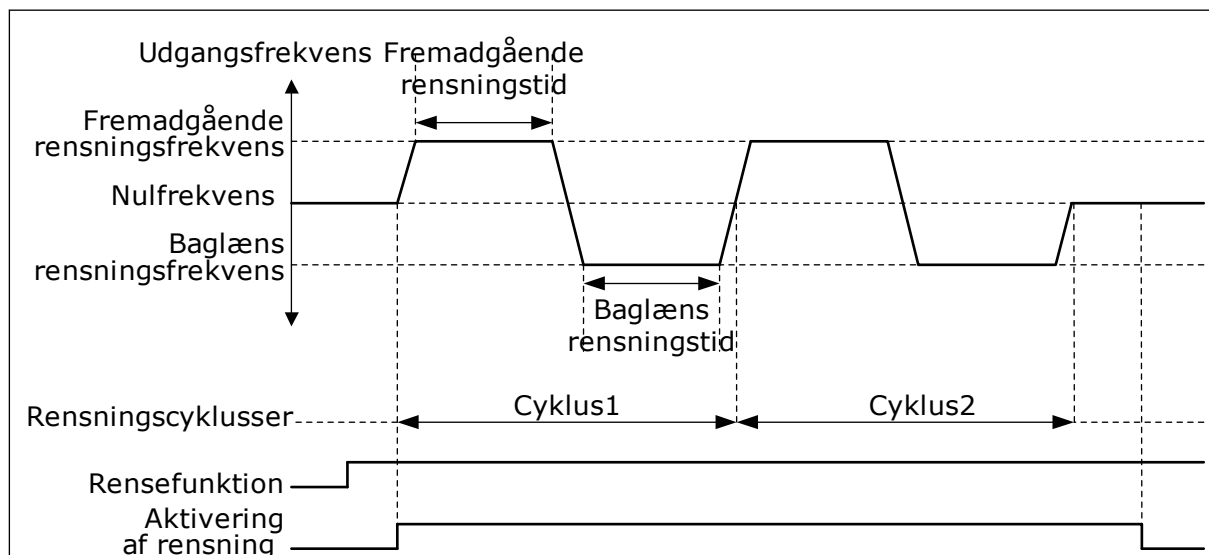 Udgangsfrekvens
Fremadgående
rensningstid
Fremadgående
rensningsfrekvens
Nulfrekvens
Baglæns
rensningsfrekvens
Baglæns
rensningstid
Rensningscyklusser
Cyklus1
Cyklus2
Rensefunktion
Aktivering
af rensning